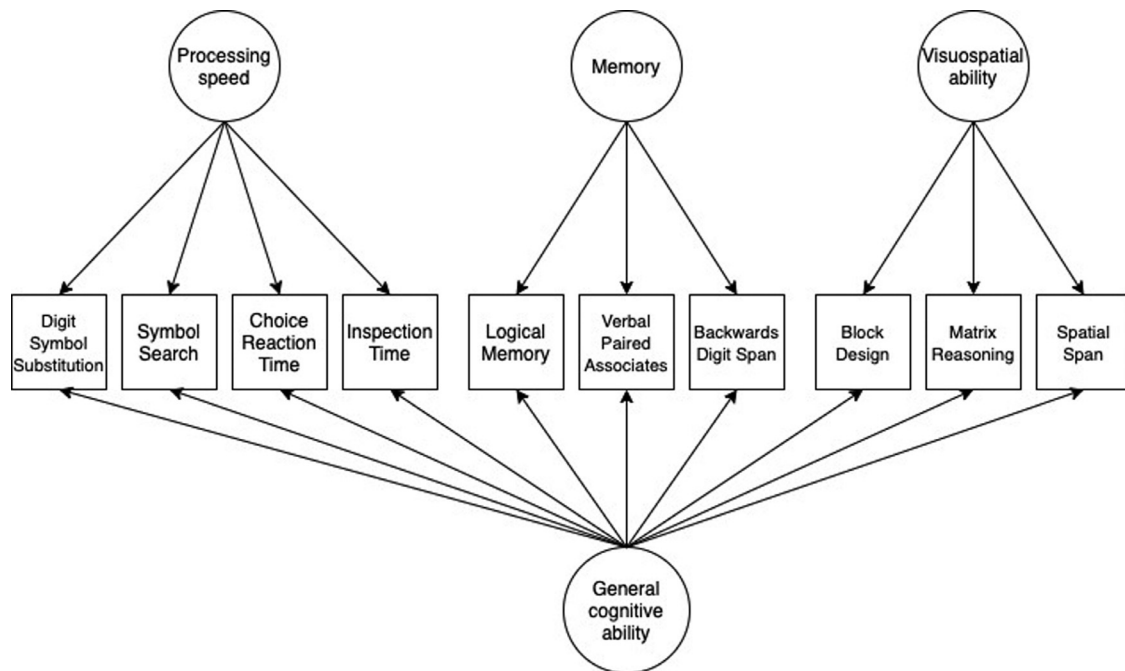 Processing
speed
Memory
Visuospatial
ability
Digit
Symbol
Substitution
Symbol
Search
Choice
Reaction
Time
Inspection
Time
Logical
Memory
Verbal
Paired
Associates
Backwards
Digit Span
Block
Design
Matrix
Reasoning
Spatial
Span
General
cognitive
ability